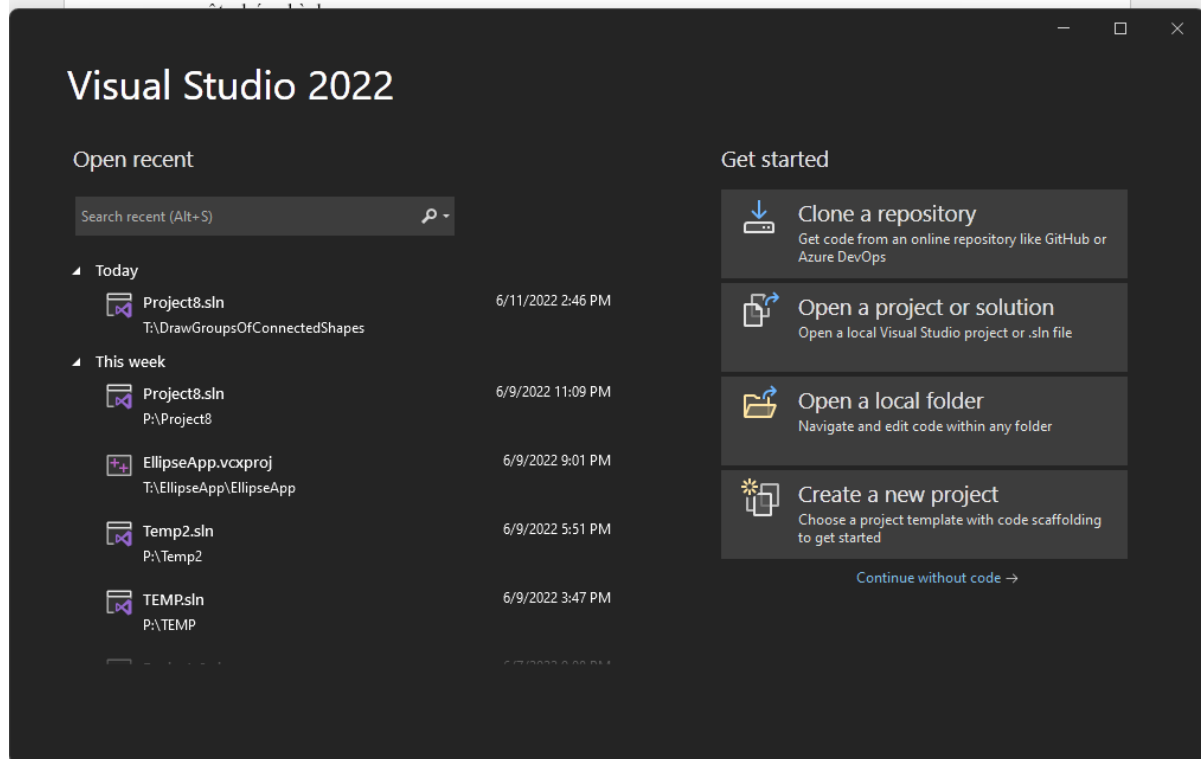 Visual Studio 2022
Open recent
Search recent (Alt+S)
Today
Project8.sln 6/11/2022 2:46 PM
T:\DrawGroupsOfConnectedShapes
This week
Project8.sln 6/9/2022 11:09 PM
P:\Project8
EllipseApp.vcxproj 6/9/2022 9:01 PM
T:\EllipseApp\EllipseApp
Temp2.sln 6/9/2022 5:51 PM
P:\Temp2
TEMP.sln 6/9/2022 3:47 PM
P:\TEMP
Get started
Clone a repository
Get code from an online repository like GitHub or
Azure DevOps
Open a project or solution
Open a local Visual Studio project or .sln file
Open a local folder
Navigate and edit code within any folder
Create a new project
Choose a project template with code scaffolding
to get started
Continue without code →